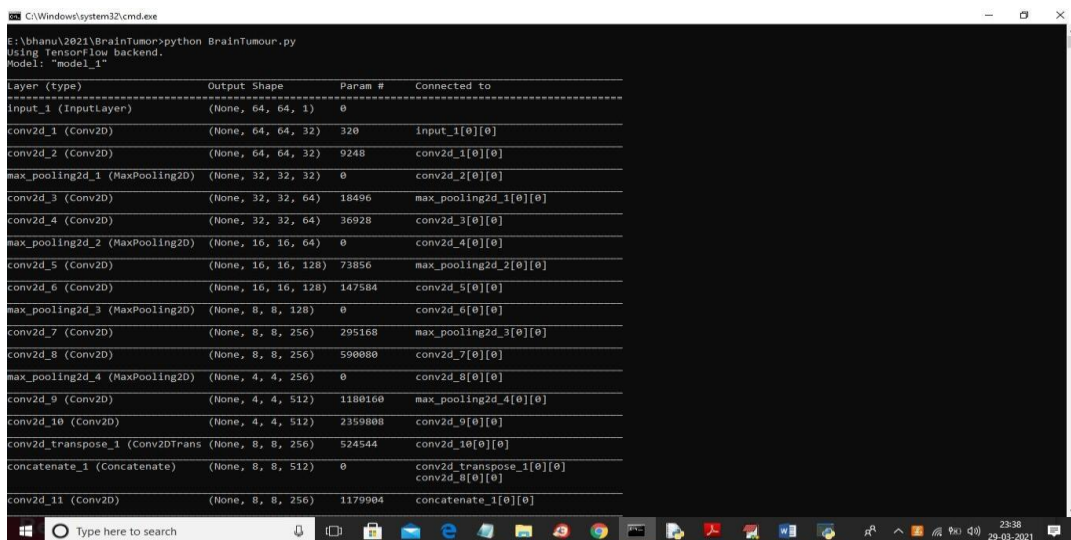 C:\Windows\system32\cmd.exe
E:\bhanu\2021\BrainTumor>python BrainTumour.py
Using TensorFlow backend.
Model: "model_1"
Layer (type) Output Shape Param # Connected to
input_1 (InputLayer) (None, 64, 64, 1) 0
conv2d_1 (Conv2D) (None, 64, 64, 32) 320 input_1[0][0]
conv2d_2 (Conv2D) (None, 64, 64, 32) 9248 conv2d_1[0][0]
max_pooling2d_1 (MaxPooling2D) (None, 32, 32, 32) 0 conv2d_2[0][0]
conv2d_3 (Conv2D) (None, 32, 32, 64) 18496 max_pooling2d_1[0][0]
conv2d_4 (Conv2D) (None, 32, 32, 64) 36928 conv2d_3[0][0]
max_pooling2d_2 (MaxPooling2D) (None, 16, 16, 64) 0 conv2d_4[0][0]
conv2d_5 (Conv2D) (None, 16, 16, 128) 73856 max_pooling2d_2[0][0]
conv2d_6 (Conv2D) (None, 16, 16, 128) 147584 conv2d_5[0][0]
max_pooling2d_3 (MaxPooling2D) (None, 8, 8, 128) 0 conv2d_6[0][0]
conv2d_7 (Conv2D) (None, 8, 8, 256) 295168 max_pooling2d_3[0][0]
conv2d_8 (Conv2D) (None, 8, 8, 256) 590080 conv2d_7[0][0]
max_pooling2d_4 (MaxPooling2D) (None, 4, 4, 256) 0 conv2d_8[0][0]
conv2d_9 (Conv2D) (None, 4, 4, 512) 1180160 max_pooling2d_4[0][0]
conv2d_10 (Conv2D) (None, 4, 4, 512) 2359808 conv2d_9[0][0]
conv2d_transpose_1 (Conv2DTrans (None, 8, 8, 256) 524544 conv2d_10[0][0]
concatenate_1 (Concatenate) (None, 8, 8, 512) 0 conv2d_transpose_1[0][0]
conv2d_8[0][0]
conv2d_11 (Conv2D) (None, 8, 8, 256) 1179904 concatenate_1[0][0]
Type here to search
23:38
29-03-2021